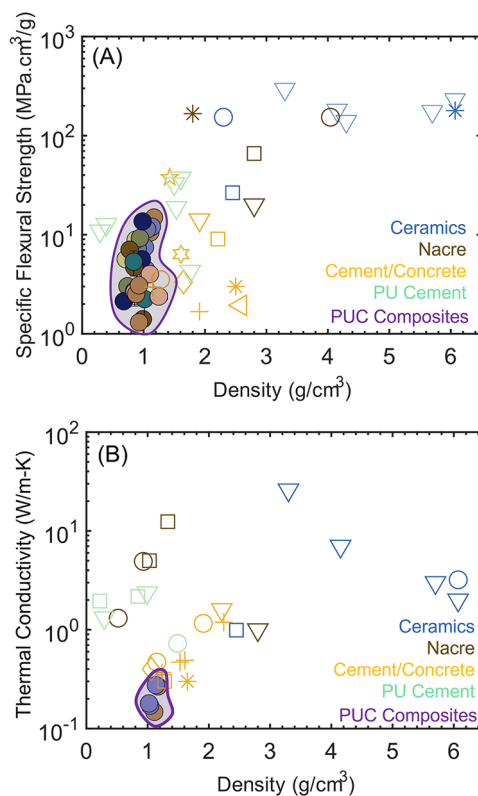 (A)
Specific Flexural Strength (MPa.cm³/g)
10³
10²
10¹
10⁰
Ceramics
Nacre
Cement/Concrete
PU Cement
PUC Composites
0 1 2 3 4 5 6
Density (g/cm³)
(B)
Thermal Conductivity (W/m-K)
10²
10¹
10⁰
10⁻¹
Ceramics
Nacre
Cement/Concrete
PU Cement
PUC Composites
0 1 2 3 4 5 6
Density (g/cm³)